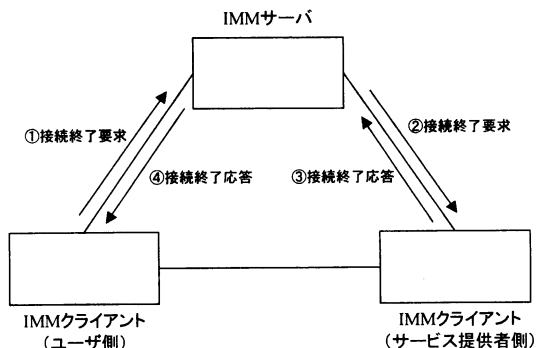 IMMサーバ
①接続終了要求
②接続終了要求
④接続終了応答
③接続終了応答
IMMクライアント
(ユーザ側)
IMMクライアント
(サービス提供者側)